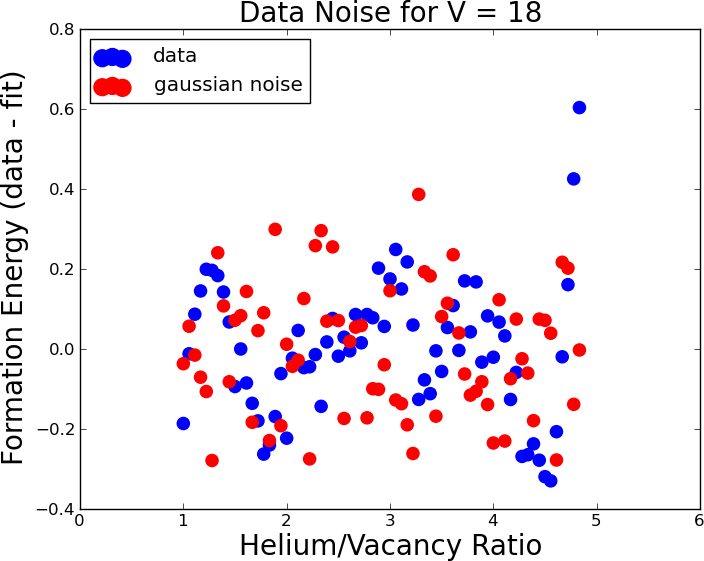 Data Noise for V = 18
data
gaussian noise
Formation Energy (data - fit)
0.8
0.6
0.4
0.2
0.0
−0.2
−0.4
0 1 2 3 4 5 6
Helium/Vacancy Ratio